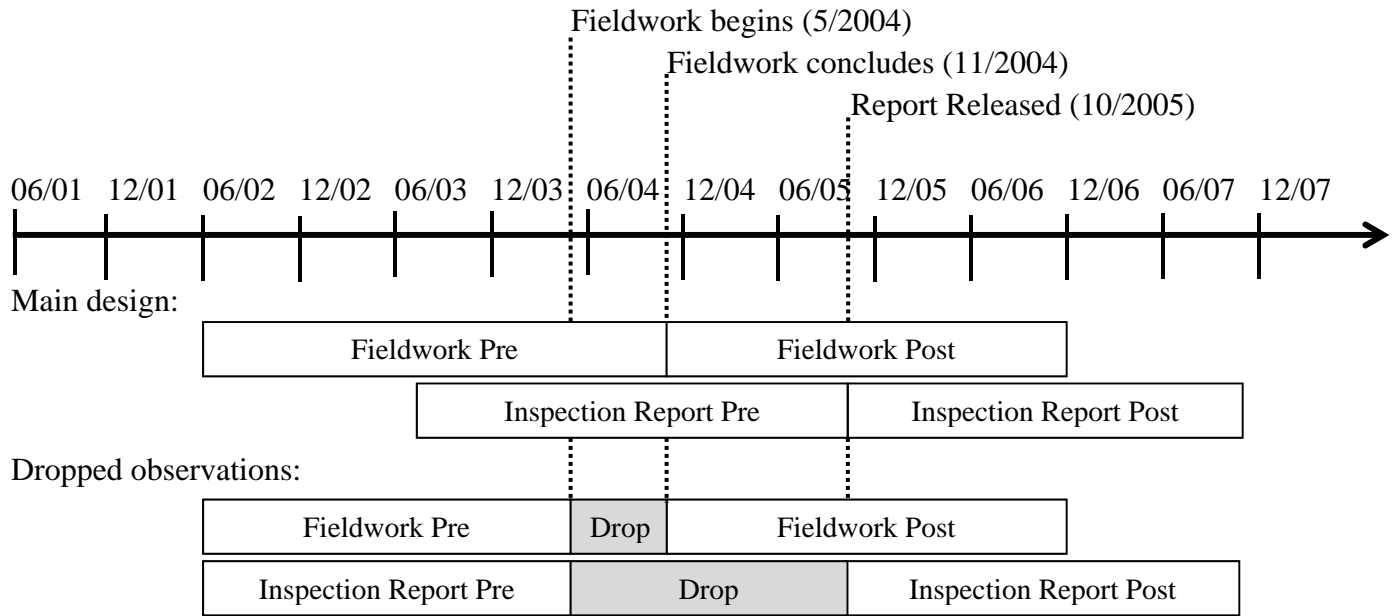 Fieldwork begins (5/2004)
Fieldwork concludes (11/2004)
Report Released (10/2005)
06/01 12/01 06/02 12/02 06/03 12/03 06/04 12/04 06/05 12/05 06/06 12/06 06/07 12/07
Main design:
Fieldwork Pre Fieldwork Post
Inspection Report Pre Inspection Report Post
Dropped observations:
Fieldwork Pre Drop Fieldwork Post
Inspection Report Pre Drop Inspection Report Post